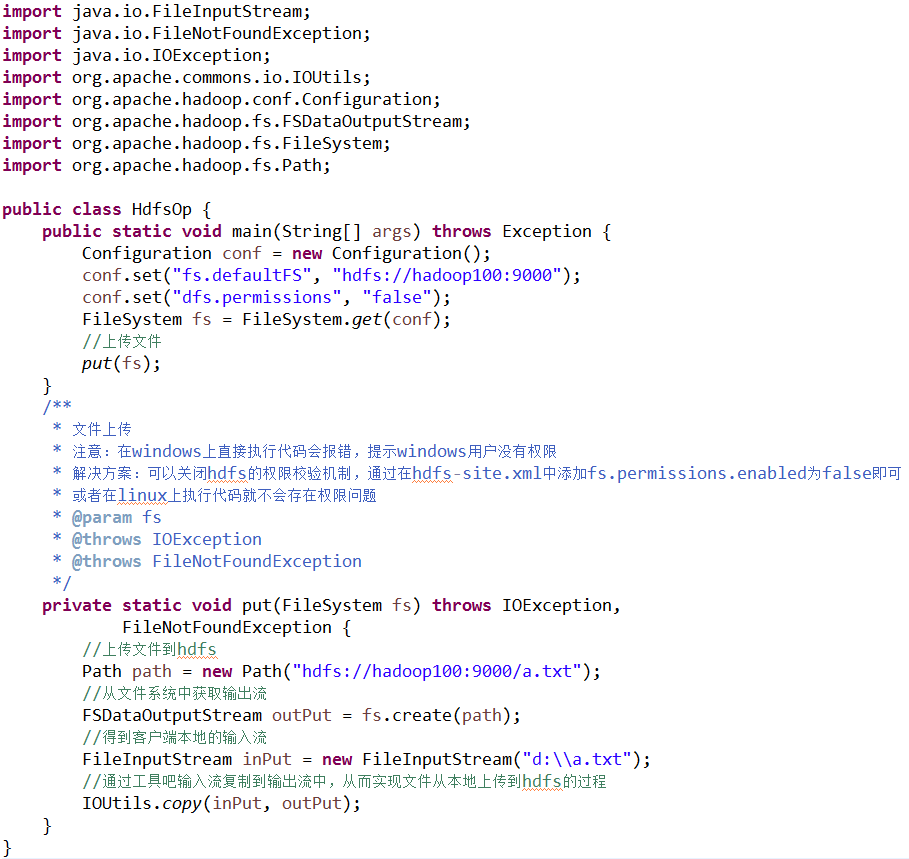 import java.io.FileInputStream;
import java.io.FileNotFoundException;
import java.io.IOException;
import org.apache.commons.io.IOUtils;
import org.apache.hadoop.conf.Configuration;
import org.apache.hadoop.fs.FSDataOutputStream;
import org.apache.hadoop.fs.FileSystem;
import org.apache.hadoop.fs.Path;

public class HdfsOp {
    public static void main(String[] args) throws Exception {
        Configuration conf = new Configuration();
        conf.set("fs.defaultFS", "hdfs://hadoop100:9000");
        conf.set("dfs.permissions", "false");
        FileSystem fs = FileSystem.get(conf);
        //上传文件
        put(fs);
    }
    /**
     * 文件上传
     * 注意：在windows上直接执行代码会报错，提示windows用户没有权限
     * 解决方案：可以关闭hdfs的权限校验机制，通过在hdfs-site.xml中添加fs.permissions.enabled为false即可
     * 或者在linux上执行代码就不会存在权限问题
     * @param fs
     * @throws IOException
     * @throws FileNotFoundException
     */
    private static void put(FileSystem fs) throws IOException,
            FileNotFoundException {
        //上传文件到hdfs
        Path path = new Path("hdfs://hadoop100:9000/a.txt");
        //从文件系统中获取输出流
        FSDataOutputStream outPut = fs.create(path);
        //得到客户端本地的输入流
        FileInputStream inPut = new FileInputStream("d:\\a.txt");
        //通过工具吧输入流复制到输出流中，从而实现文件从本地上传到hdfs的过程
        IOUtils.copy(inPut, outPut);
    }
}